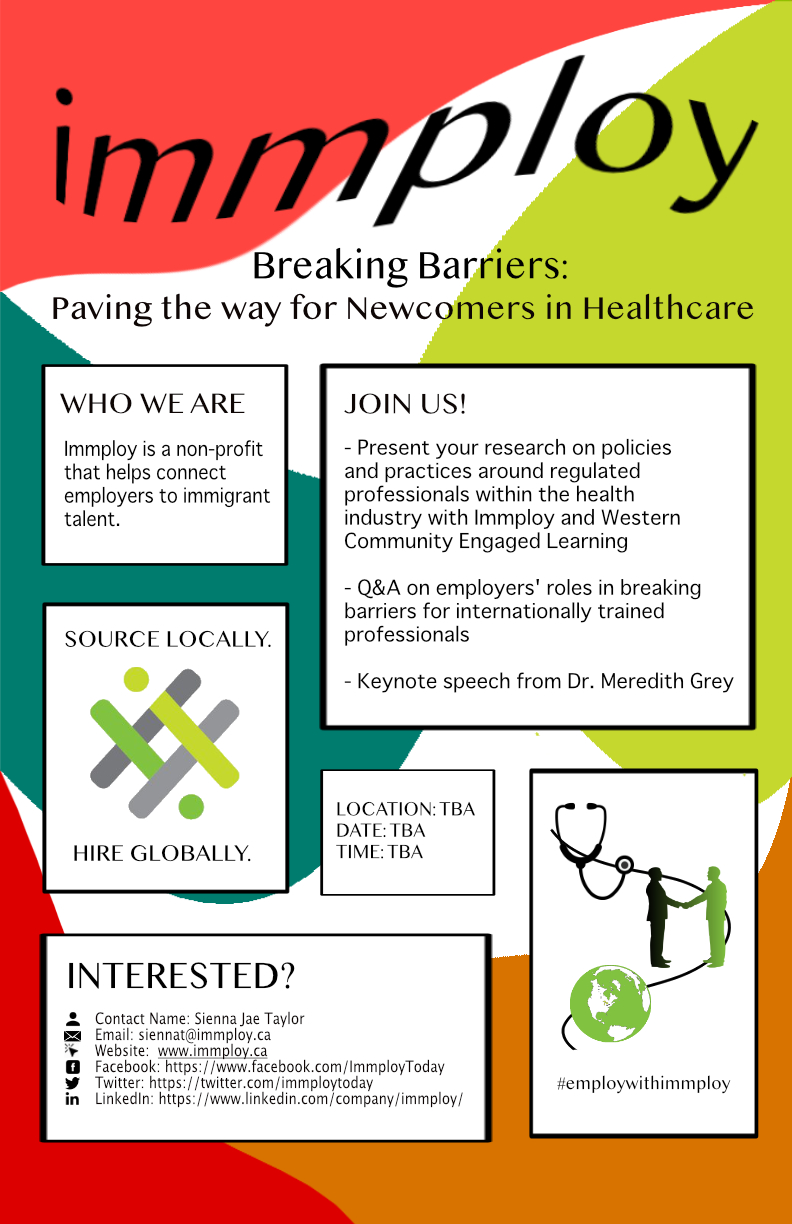 immploy
Breaking Barriers:
Paving the way for Newcomers in Healthcare
WHO WE ARE
Immploy is a non-profit
that helps connect
employers to immigrant
talent.
JOIN US!
- Present your research on policies
and practices around regulated
professionals within the health
industry with Immploy and Western
Community Engaged Learning
- Q&A on employers' roles in breaking
barriers for internationally trained
professionals
- Keynote speech from Dr. Meredith Grey
SOURCE LOCALLY.
HIRE GLOBALLY.
LOCATION: TBA
DATE: TBA
TIME: TBA
INTERESTED?
Contact Name: Sienna Jae Taylor
Email: siennat@immploy.ca
Website: www.immploy.ca
Facebook: https://www.facebook.com/ImmployToday
Twitter: https://twitter.com/immploytoday
LinkedIn: https://www.linkedin.com/company/immploy/
#employwithimmploy